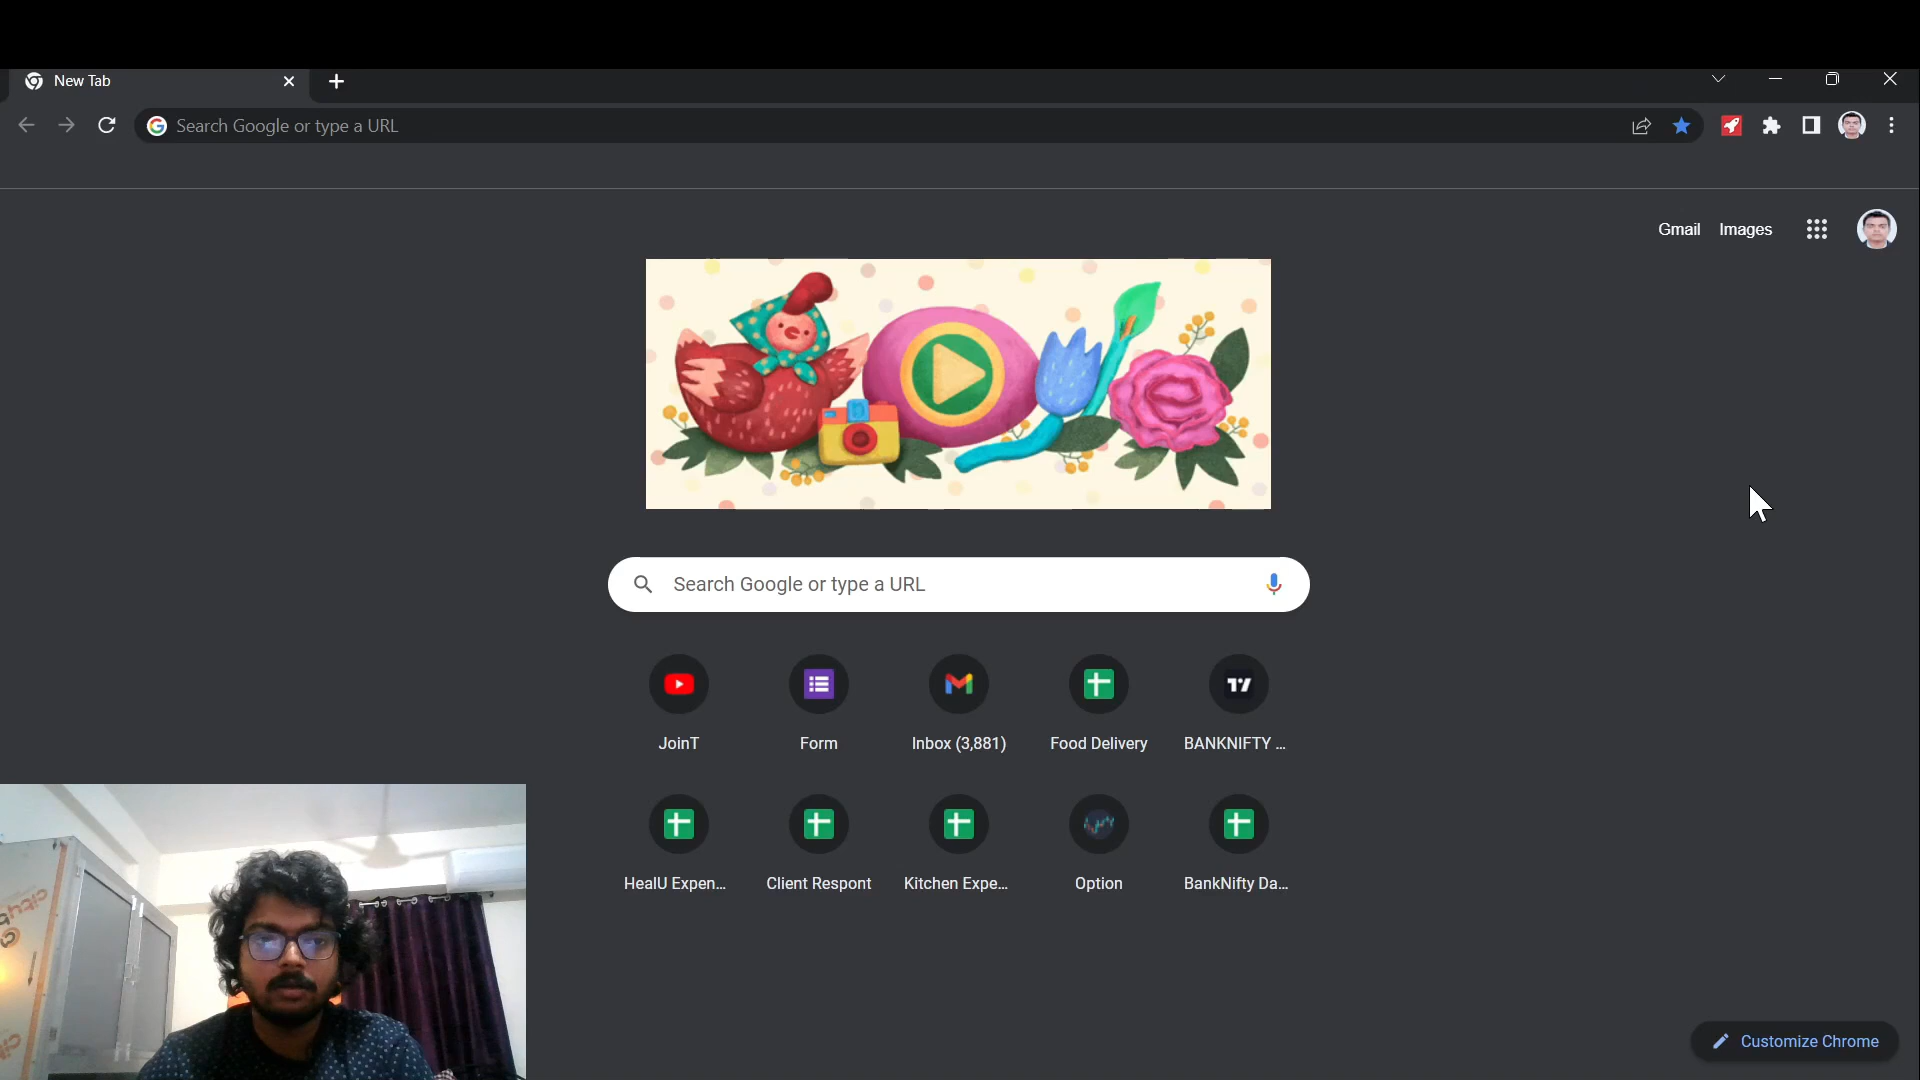 New Tab
Search Google or type a URL
Gmail Images
Search Google or type a URL
JoinT
Form
Inbox (3,881)
Food Delivery
BANKNIFTY ...
HealU Expen...
Client Respont
Kitchen Expe...
Option
BankNifty Da...
Customize Chrome